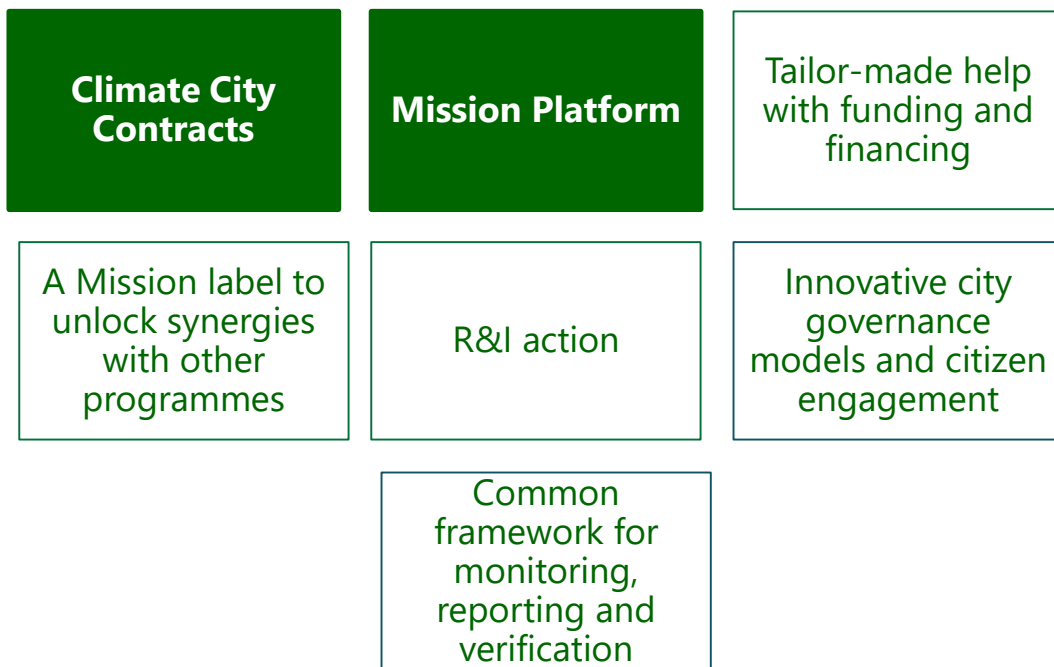 Climate City
Contracts
Mission Platform
Tailor-made help
with funding and
financing
A Mission label to
unlock synergies
with other
programmes
R&I action
Innovative city
governance
models and citizen
engagement
Common
framework for
monitoring,
reporting and
verification